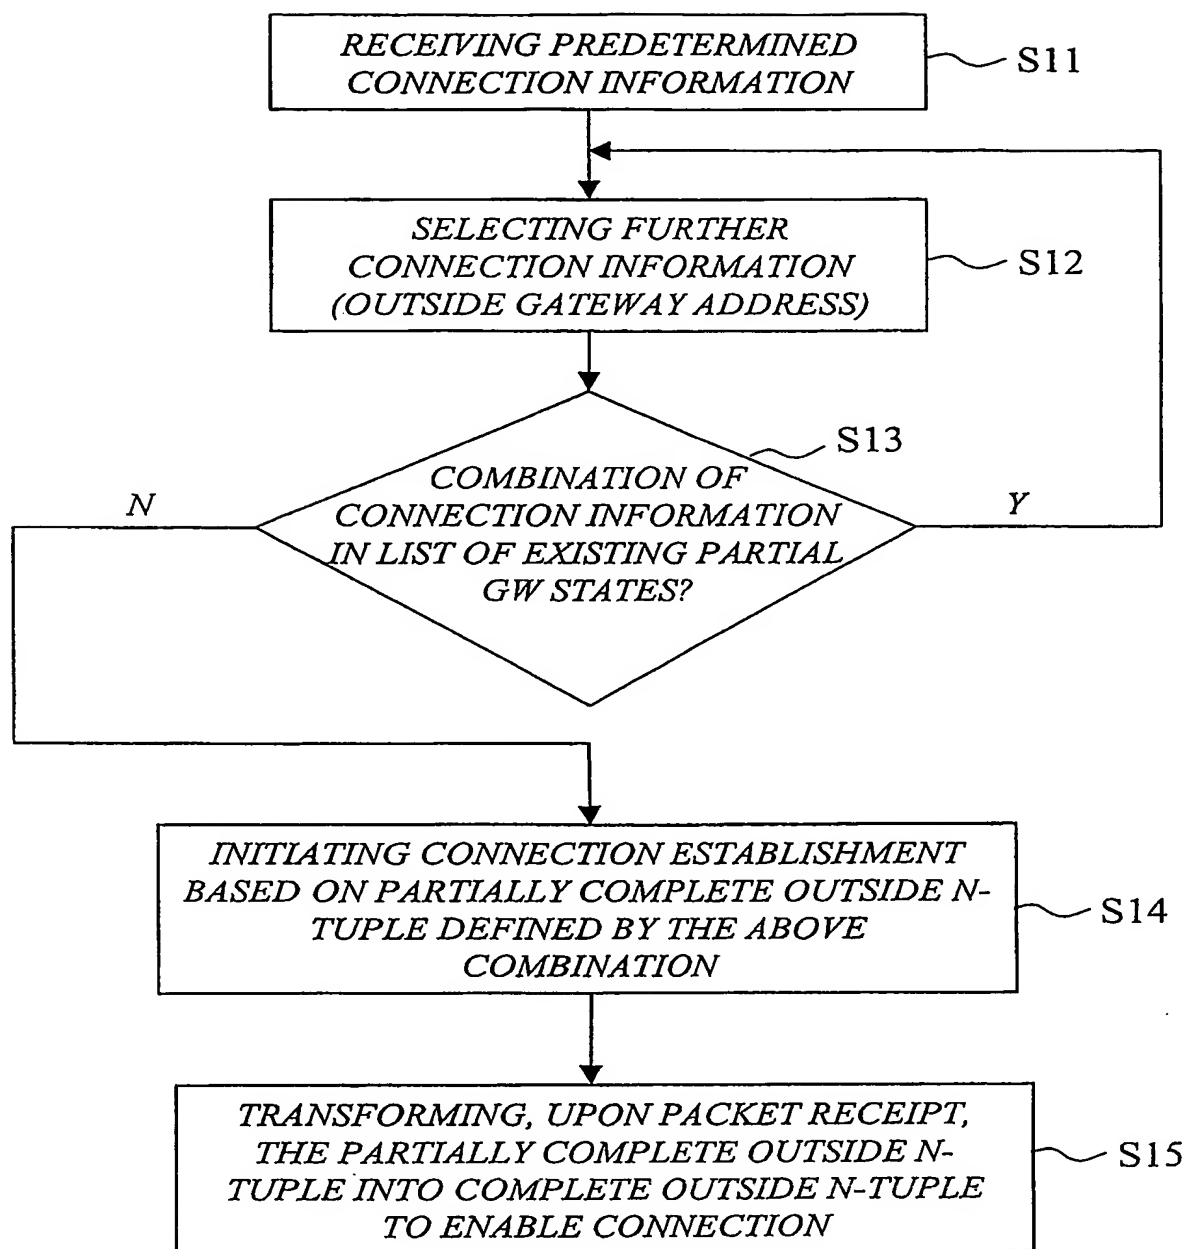 RECEIVING PREDETERMINED
CONNECTION INFORMATION
S11
SELECTING FURTHER
CONNECTION INFORMATION
(OUTSIDE GATEWAY ADDRESS)
S12
S13
COMBINATION OF
CONNECTION INFORMATION
IN LIST OF EXISTING PARTIAL
GW STATES?
N
Y
INITIATING CONNECTION ESTABLISHMENT
BASED ON PARTIALLY COMPLETE OUTSIDE N-
TUPLE DEFINED BY THE ABOVE
COMBINATION
S14
TRANSFORMING, UPON PACKET RECEIPT,
THE PARTIALLY COMPLETE OUTSIDE N-
TUPLE INTO COMPLETE OUTSIDE N-TUPLE
TO ENABLE CONNECTION
S15